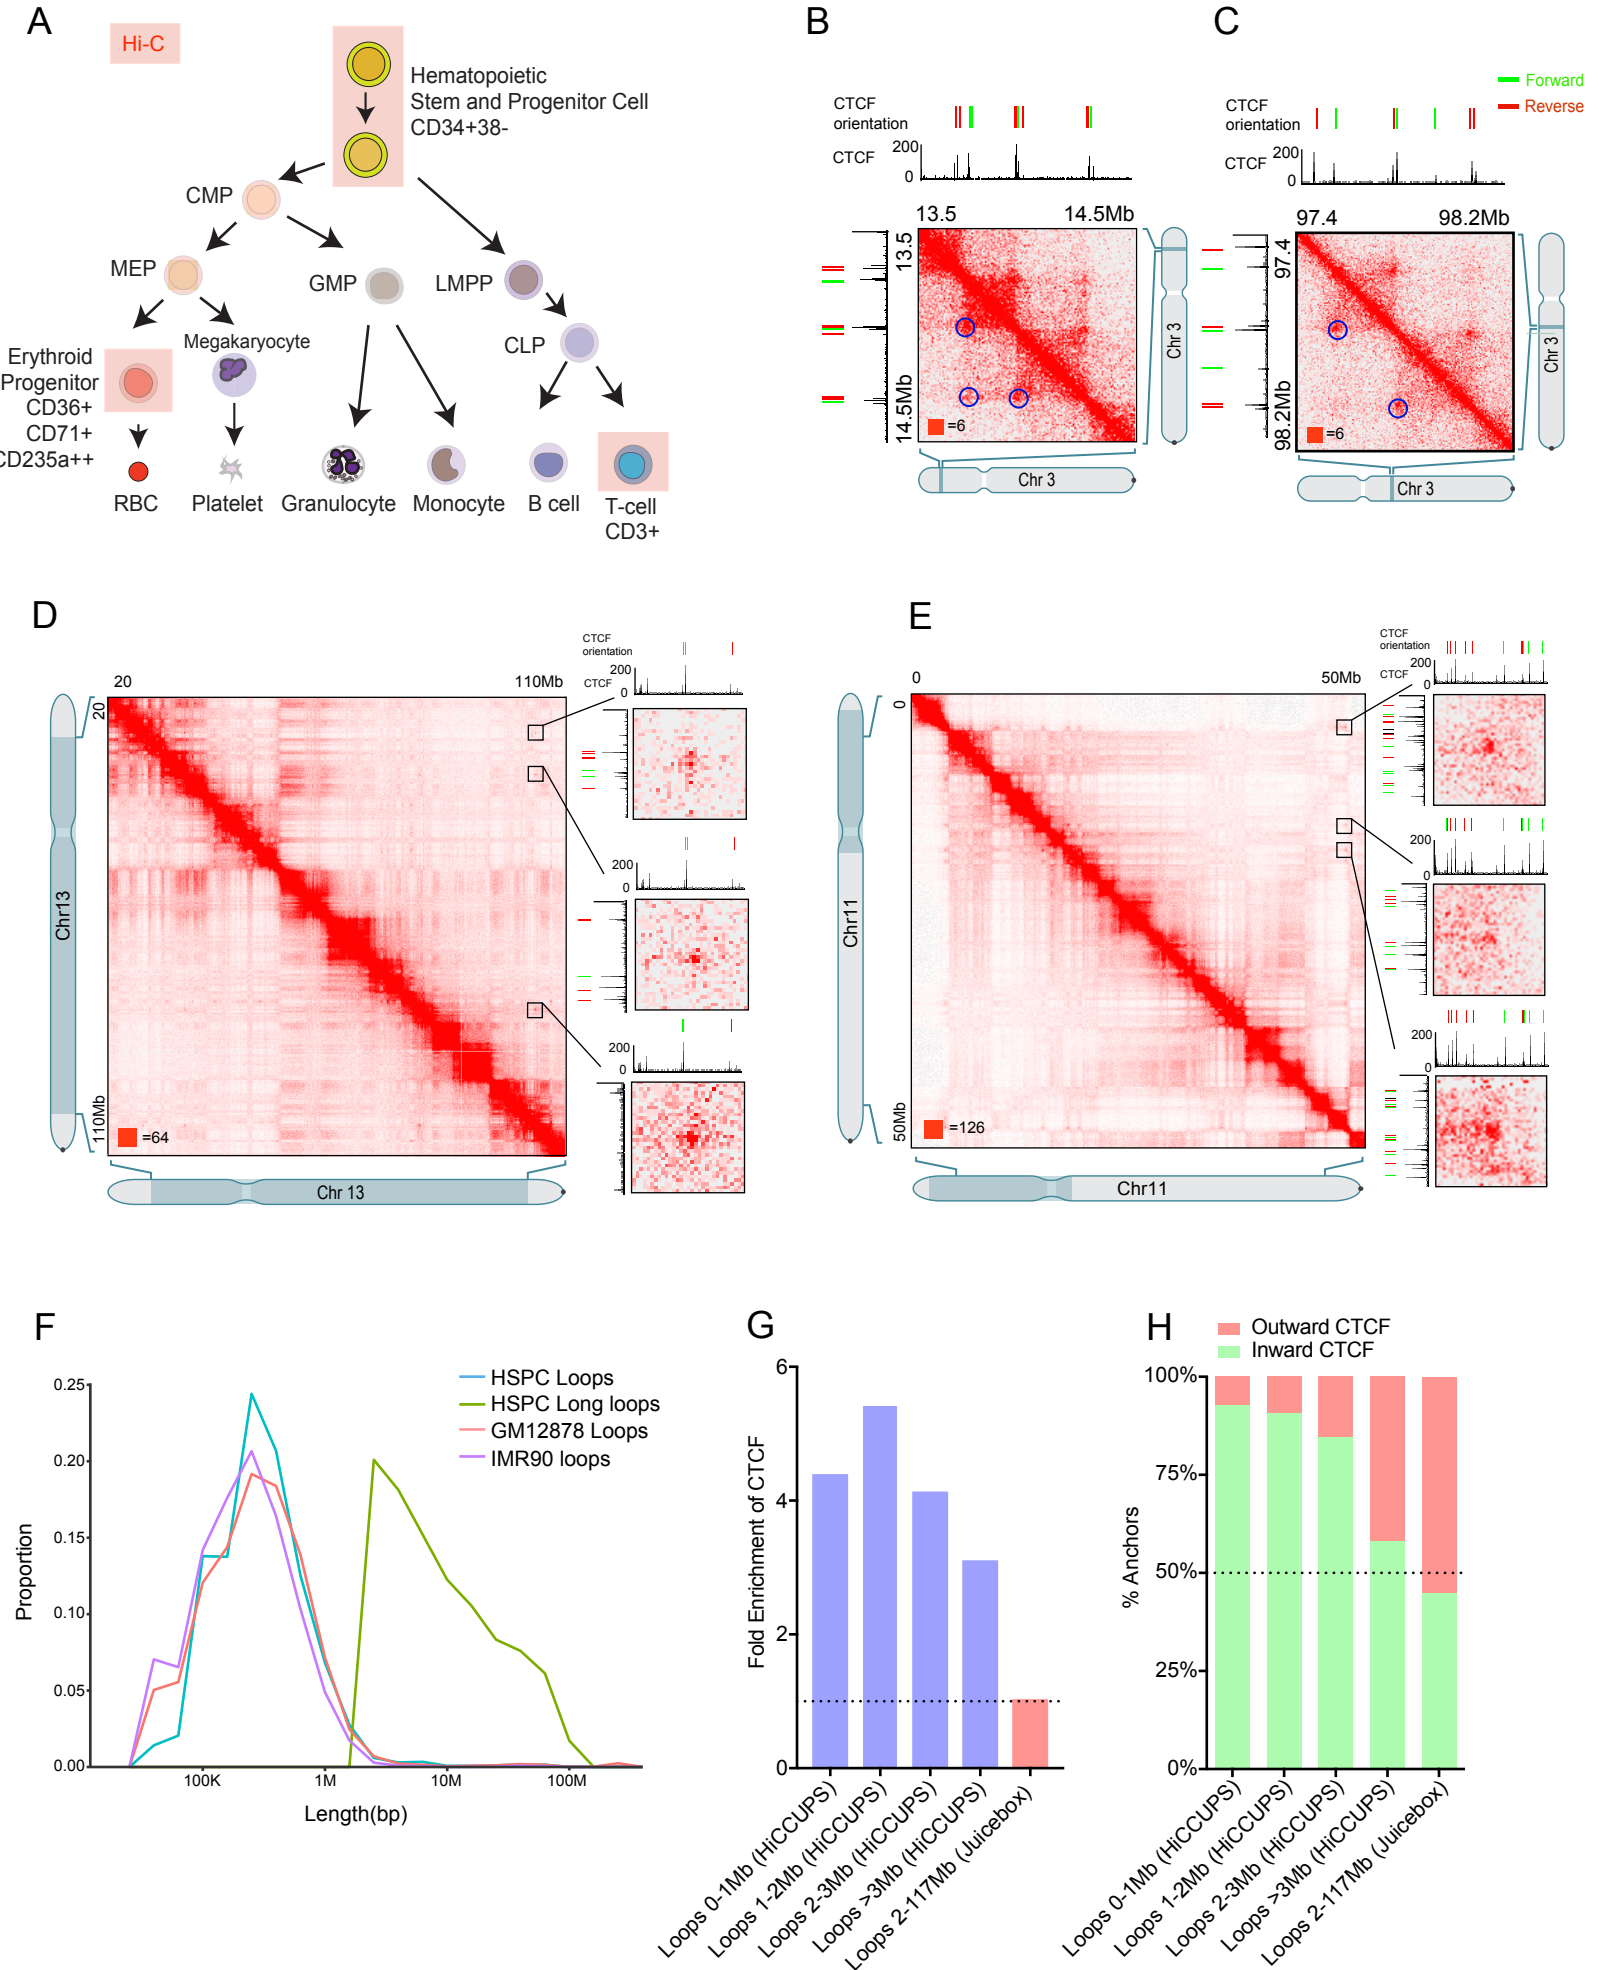 A
Hi-C
Hematopoietic
Stem and Progenitor Cell
CD34+38-
CMP
MEP
GMP
LMPP
CLP
Megakaryocyte
Erythroid
Progenitor
CD36+
CD71+
CD235a++
RBC
Platelet
Granulocyte
Monocyte
B cell
T-cell
CD3+
B
CTCF
orientation
CTCF
200
0
13.5
14.5Mb
13.5
14.5Mb
=6
Chr 3
Chr 3
C
Forward
Reverse
CTCF
orientation
CTCF
200
0
97.4
98.2Mb
97.4
98.2Mb
=6
Chr 3
Chr 3
D
20
110Mb
20
110Mb
=64
Chr13
Chr 13
CTCF
orientation
CTCF
200
0
200
0
200
0
E
0
50Mb
0
50Mb
=126
Chr11
Chr11
CTCF
orientation
CTCF
200
0
200
0
200
0
F
HSPC Loops
HSPC Long loops
GM12878 Loops
IMR90 loops
0.25
0.20
0.15
0.10
0.05
0.00
Proportion
100K
1M
10M
100M
Length(bp)
G
6
4
2
0
Fold Enrichment of CTCF
Loops 0-1Mb (HiCCUPS)
Loops 1-2Mb (HiCCUPS)
Loops 2-3Mb (HiCCUPS)
Loops >3Mb (HiCCUPS)
Loops 2-117Mb (Juicebox)
H
Outward CTCF
Inward CTCF
100%
75%
50%
25%
0%
% Anchors
Loops 0-1Mb (HiCCUPS)
Loops 1-2Mb (HiCCUPS)
Loops 2-3Mb (HiCCUPS)
Loops >3Mb (HiCCUPS)
Loops 2-117Mb (Juicebox)